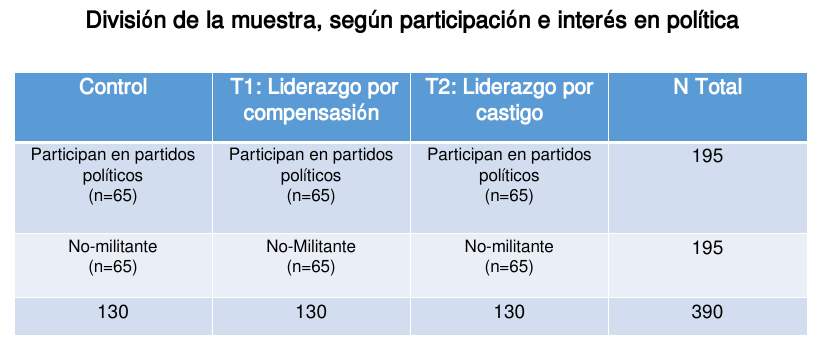 División de la muestra, según participación e interés en política
Control
T1: Liderazgo por
compensasión
T2: Liderazgo por
castigo
N Total
Participan en partidos
políticos
(n=65)
Participan en partidos
políticos
(n=65)
Participan en partidos
políticos
(n=65)
195
No-militante
(n=65)
No-Militante
(n=65)
No-militante
(n=65)
195
130
130
130
390